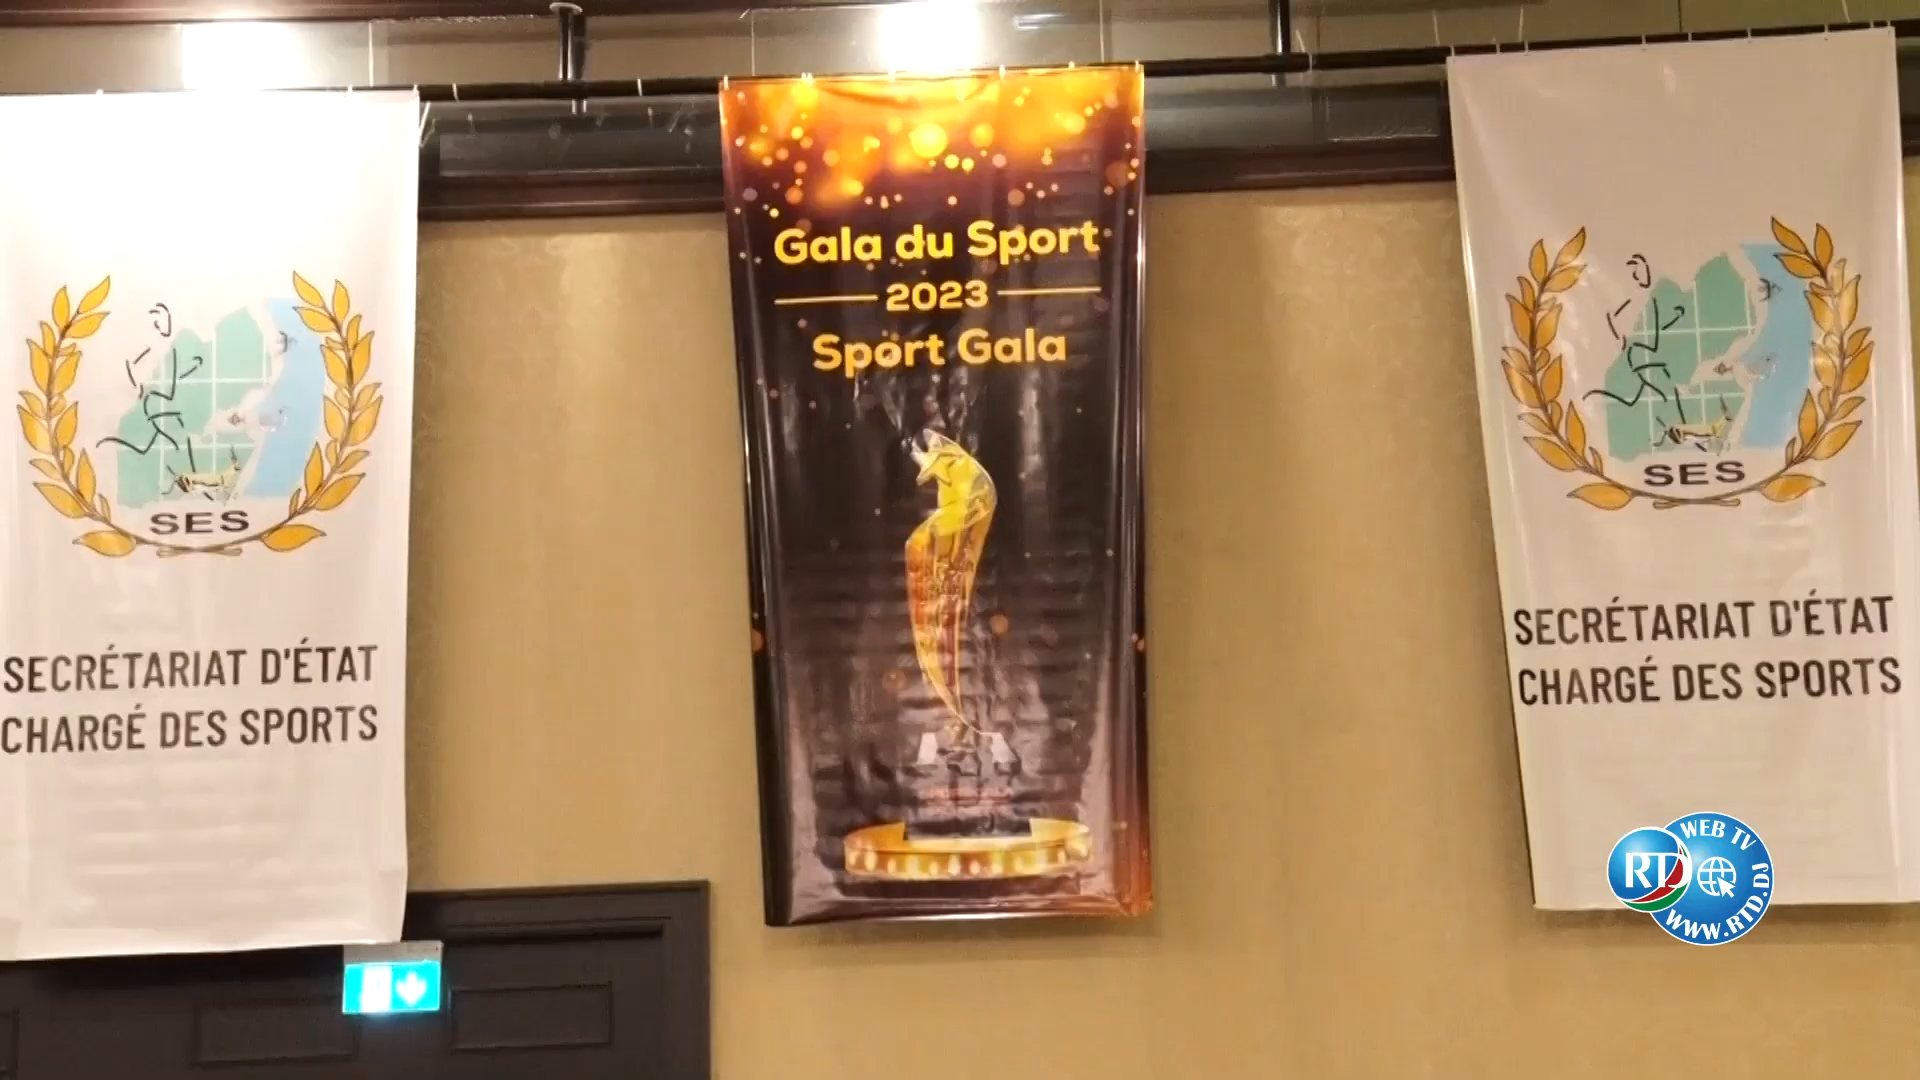 SES
SECRÉTARIAT D'ÉTAT
CHARGÉ DES SPORTS
Gala du Sport
2023
Sport Gala
SES
SECRÉTARIAT D'ÉTAT
CHARGÉ DES SPORTS
WEB TV
RTD
WWW.RTD.DJ